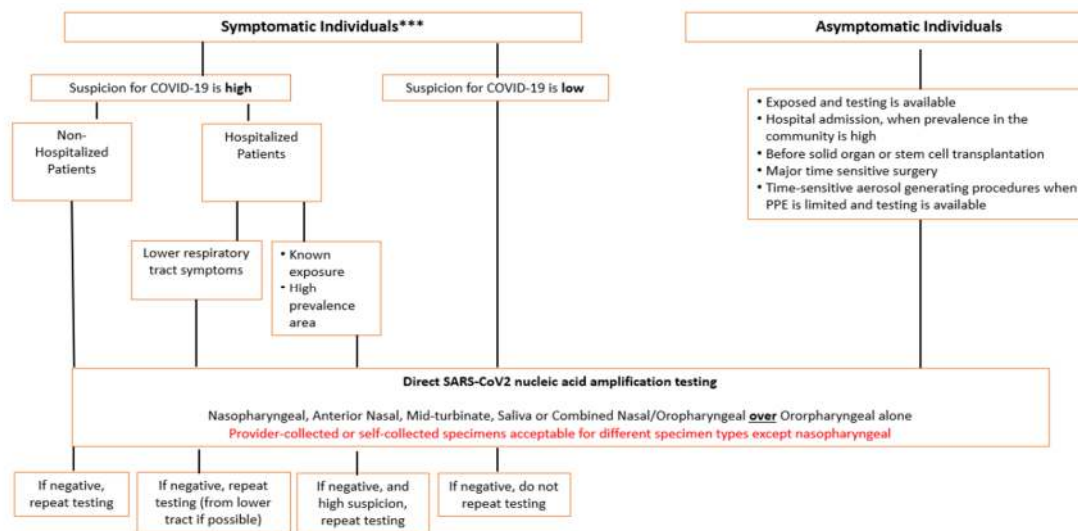 Symptomatic Individuals***
Asymptomatic Individuals
Suspicion for COVID-19 is high
Suspicion for COVID-19 is low
Non-
Hospitalized
Patients
Hospitalized
Patients
• Exposed and testing is available
• Hospital admission, when prevalence in the
community is high
• Before solid organ or stem cell transplantation
• Major time sensitive surgery
• Time-sensitive aerosol generating procedures when
PPE is limited and testing is available
Lower respiratory
tract symptoms
• Known
exposure
• High
prevalence
area
Direct SARS-CoV2 nucleic acid amplification testing
Nasopharyngeal, Anterior Nasal, Mid-turbinate, Saliva or Combined Nasal/Oropharyngeal over Ororpharyngeal alone
Provider-collected or self-collected specimens acceptable for different specimen types except nasopharyngeal
If negative,
repeat testing
If negative, repeat
testing (from lower
tract if possible)
If negative, and
high suspicion,
repeat testing
If negative, do not
repeat testing